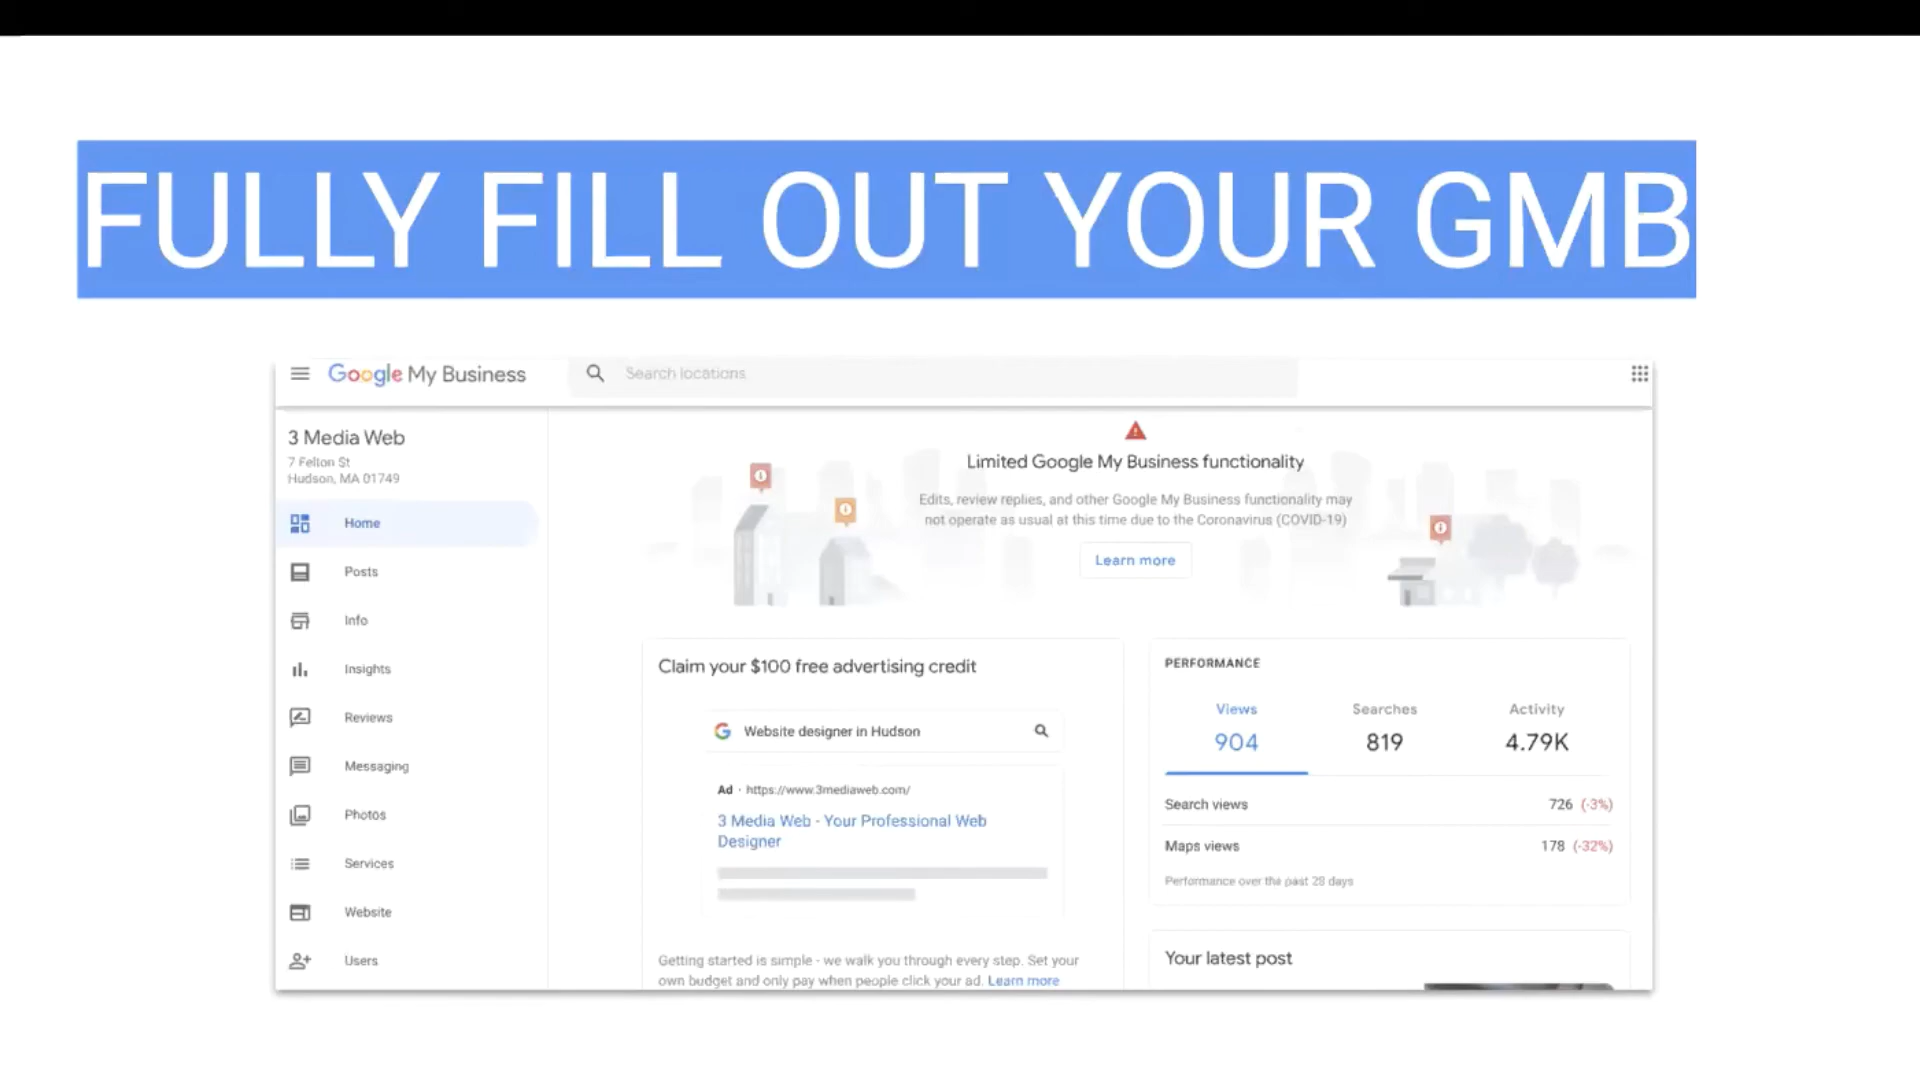 FULLY FILL OUT YOUR GMB
Google My Business
Search locations
3 Media Web
7 Felton St
Hudson, MA 01749
Home
Posts
Info
Insights
Reviews
Messaging
Photos
Services
Website
Users
Limited Google My Business functionality
Edits, review replies, and other Google My Business functionality may
not operate as usual at this time due to the Coronavirus (COVID-19)
Learn more
Claim your $100 free advertising credit
Website designer in Hudson
Ad · https://www.3mediaweb.com/
3 Media Web - Your Professional Web
Designer
Getting started is simple - we walk you through every step. Set your
own budget and only pay when people click your ad. Learn more
PERFORMANCE
Views Searches Activity
904 819 4.79K
Search views 726 (-3%)
Maps views 178 (-32%)
Performance over the past 28 days
Your latest post